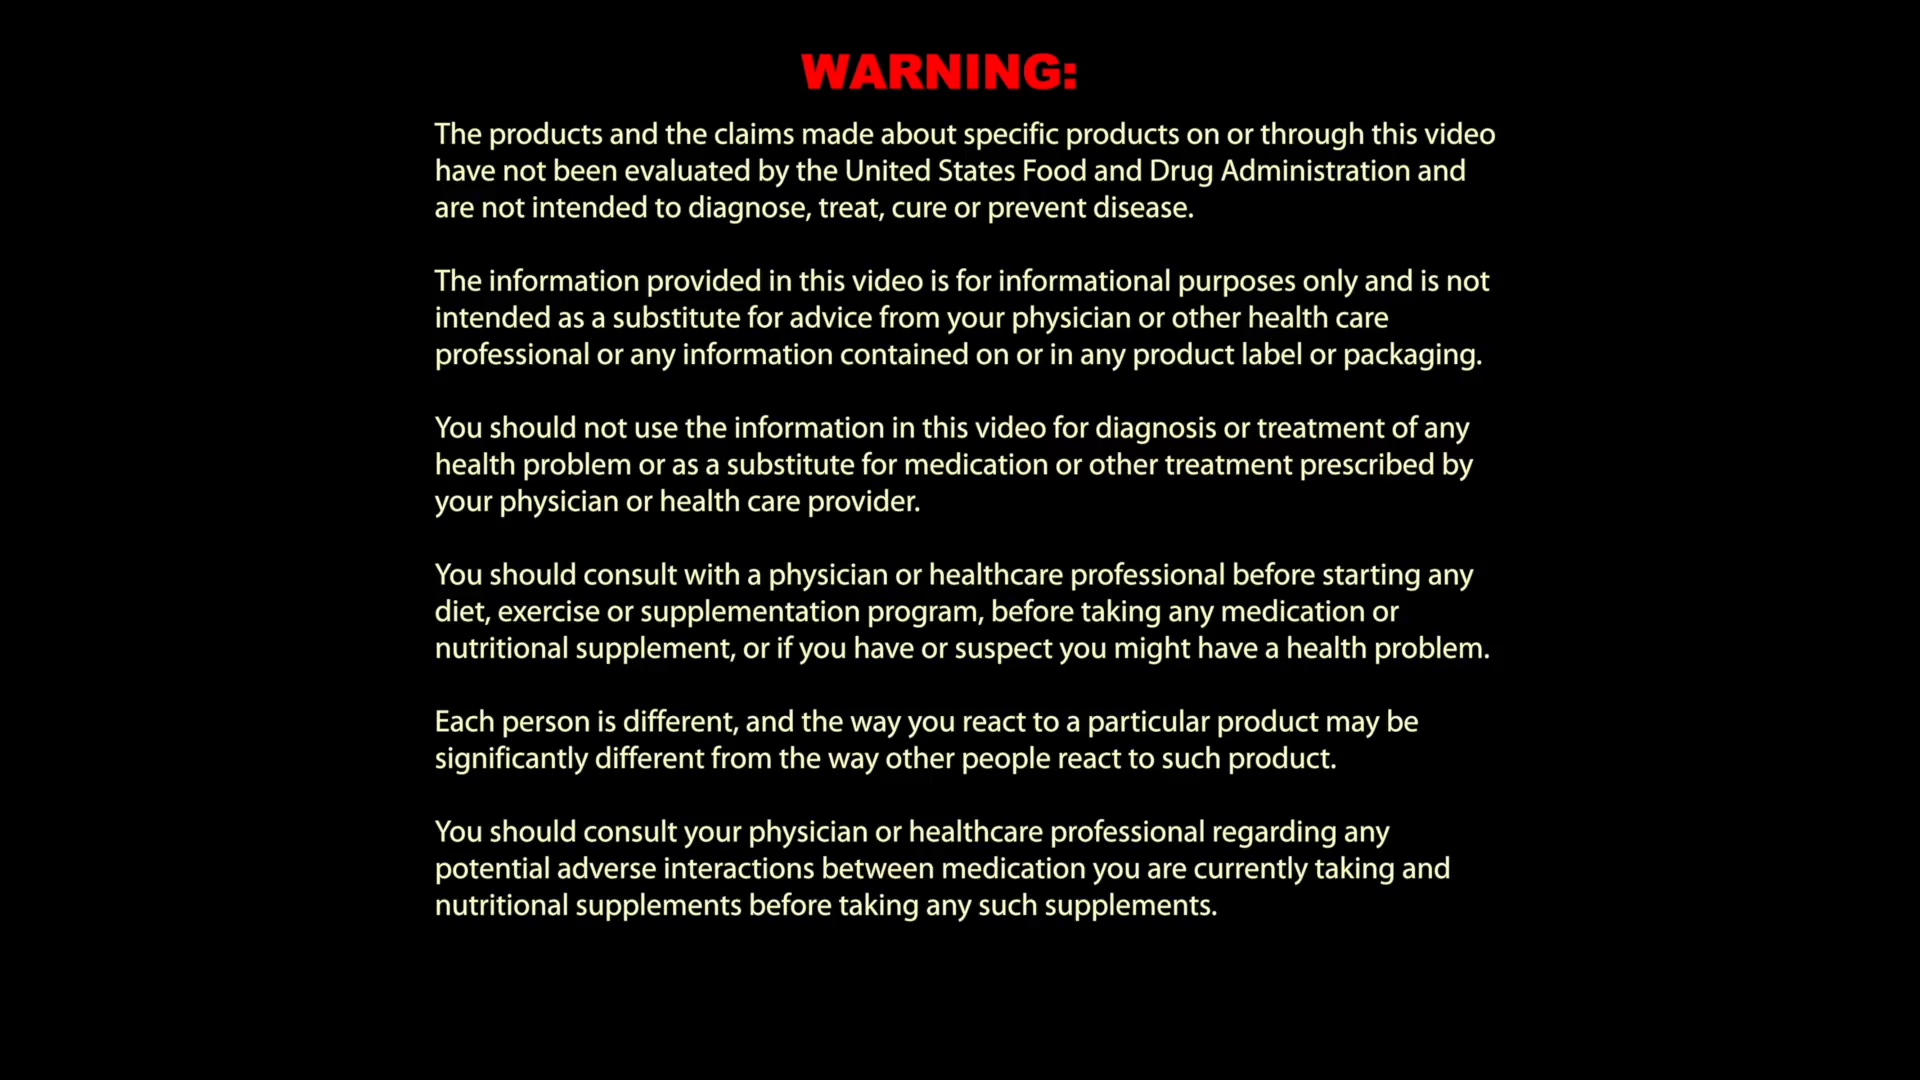 WARNING:
The products and the claims made about specific products on or through this video
have not been evaluated by the United States Food and Drug Administration and
are not intended to diagnose, treat, cure or prevent disease.
The information provided in this video is for informational purposes only and is not
intended as a substitute for advice from your physician or other health care
professional or any information contained on or in any product label or packaging.
You should not use the information in this video for diagnosis or treatment of any
health problem or as a substitute for medication or other treatment prescribed by
your physician or health care provider.
You should consult with a physician or healthcare professional before starting any
diet, exercise or supplementation program, before taking any medication or
nutritional supplement, or if you have or suspect you might have a health problem.
Each person is different, and the way you react to a particular product may be
significantly different from the way other people react to such product.
You should consult your physician or healthcare professional regarding any
potential adverse interactions between medication you are currently taking and
nutritional supplements before taking any such supplements.